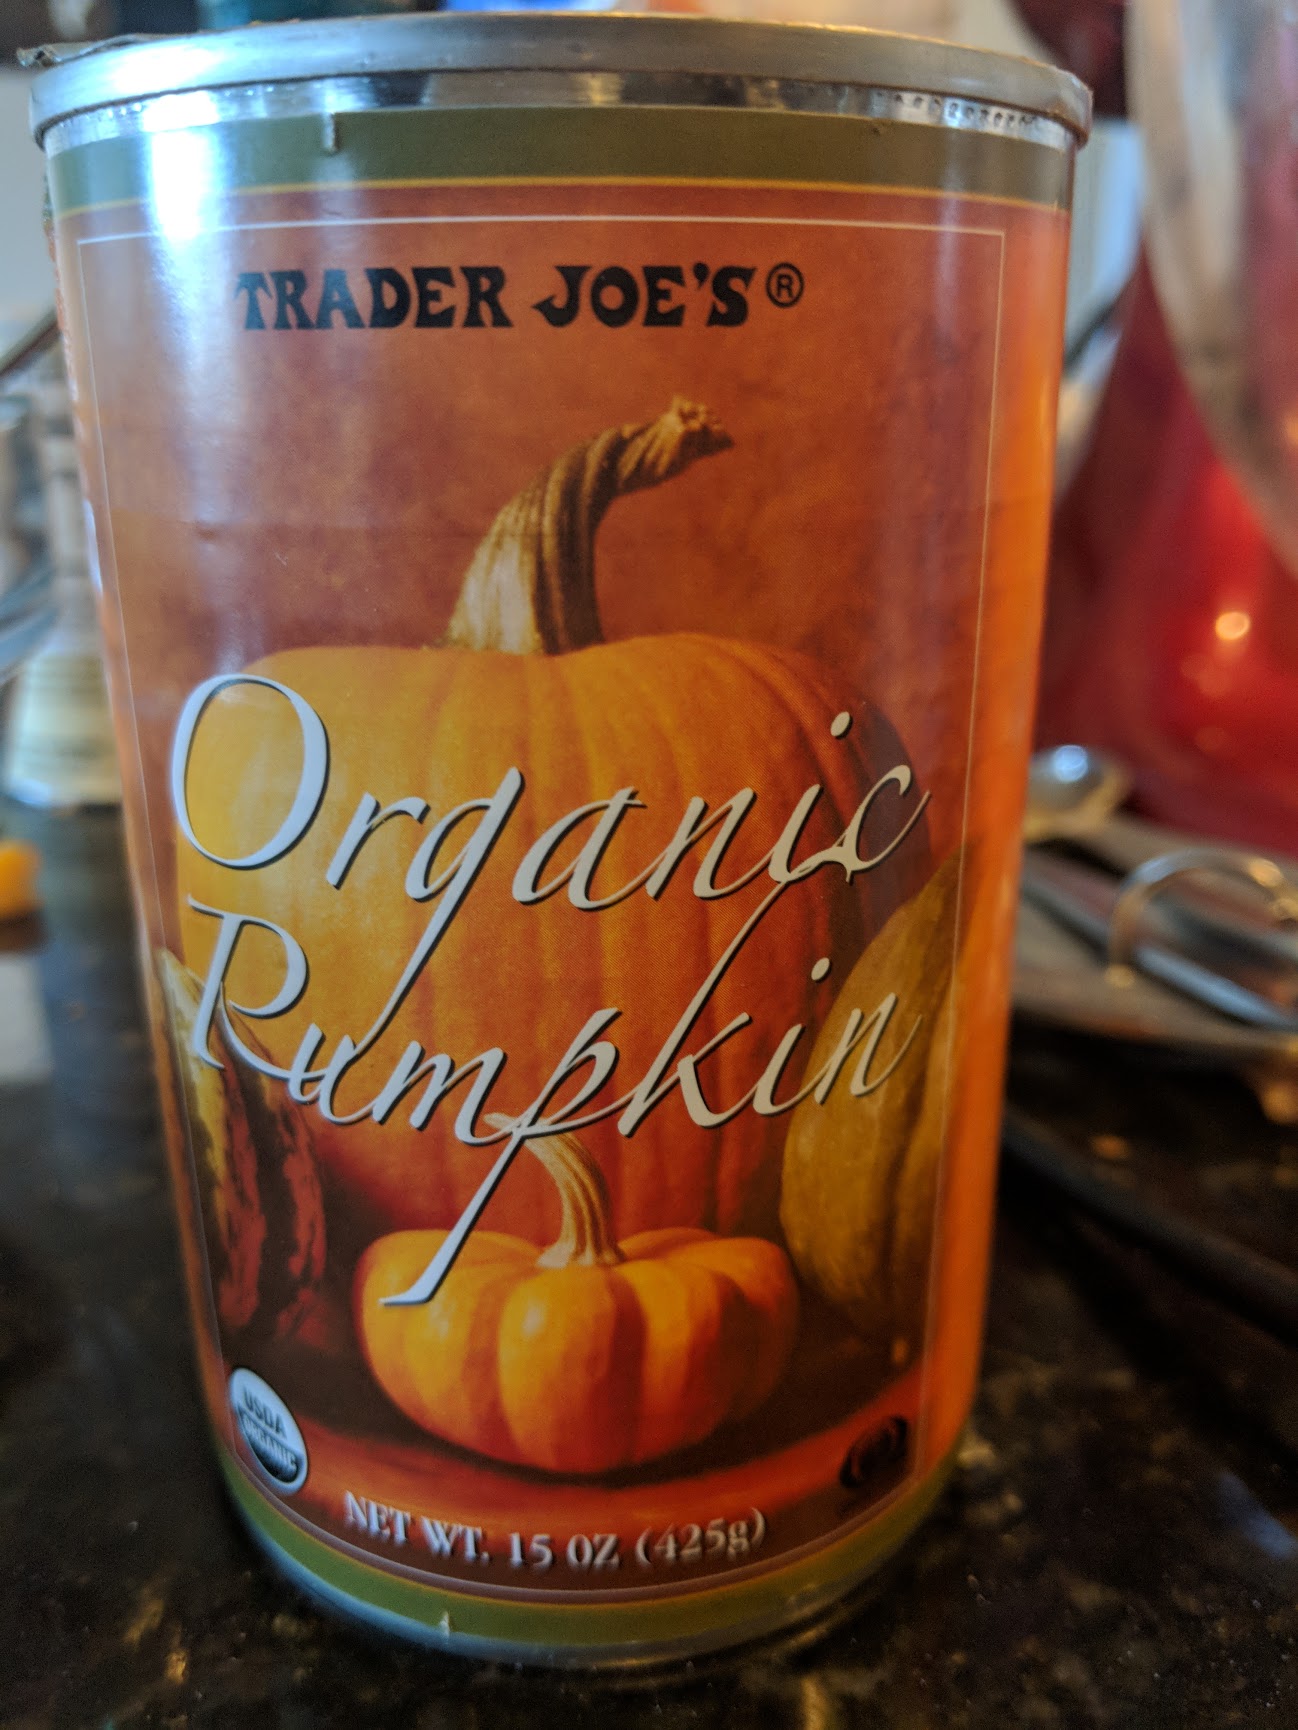 TRADER JOE'S®
Organic
Pumpkin
USDA
ORGANIC
NET WT. 15 OZ (425g)